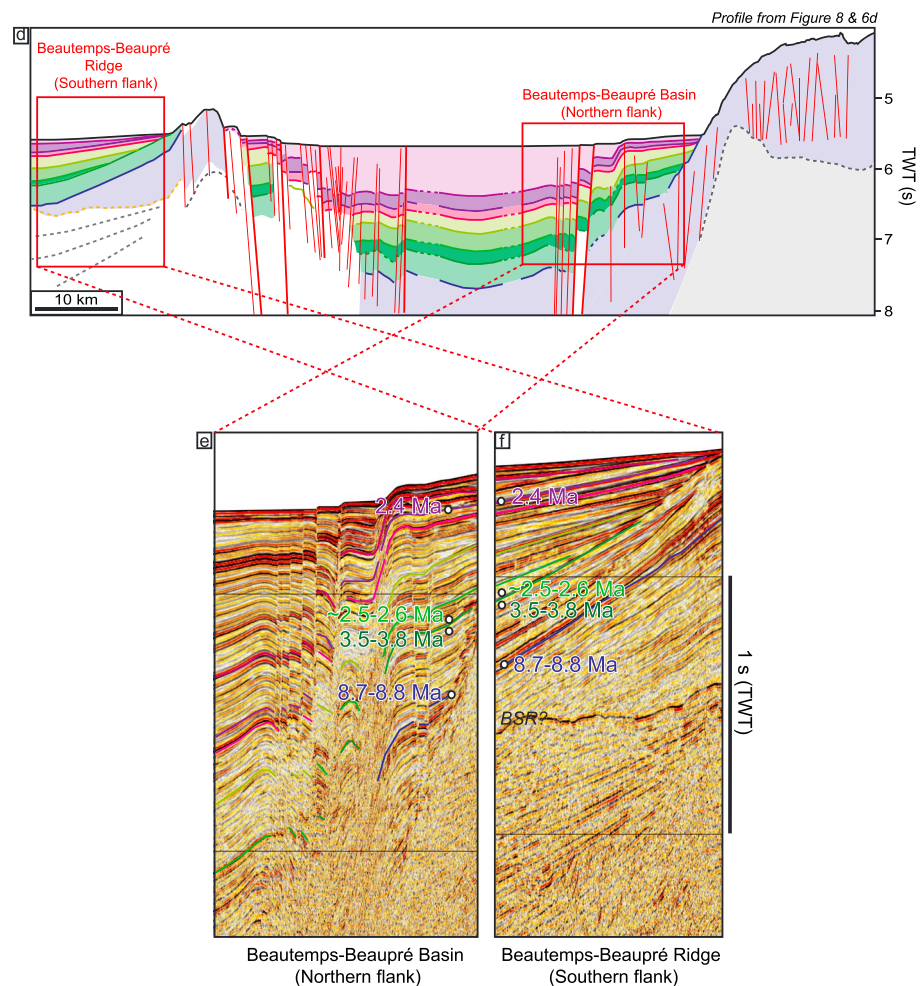 Profile from Figure 8 & 6d
d
Beautemps-Beaupré
Ridge
(Southern flank)
Beautemps-Beaupré Basin
(Northern flank)
5
6
7
8
TWT (s)
10 km
e
f
2.4 Ma
2.4 Ma
~2.5-2.6 Ma
3.5-3.8 Ma
8.7-8.8 Ma
~2.5-2.6 Ma
3.5-3.8 Ma
8.7-8.8 Ma
BSR?
1 s (TWT)
Beautemps-Beaupré Basin
(Northern flank)
Beautemps-Beaupré Ridge
(Southern flank)